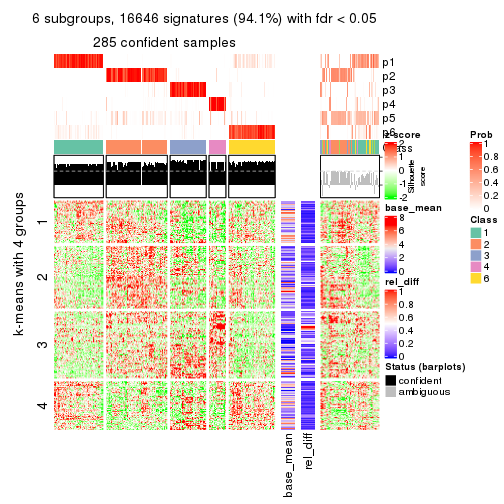 6 subgroups, 16646 signatures (94.1%) with fdr < 0.05
285 confident samples
p1
p2
p3
p4
p5
p6
Class
Silhouette
score
k-means with 4 groups
1
2
3
4
base_mean
rel_diff
z-score
2
1
0
-1
-2
base_mean
8
6
4
2
0
rel_diff
1
0.8
0.6
0.4
0.2
0
Status (barplots)
confident
ambiguous
Prob
1
0.8
0.6
0.4
0.2
0
Class
1
2
3
4
6